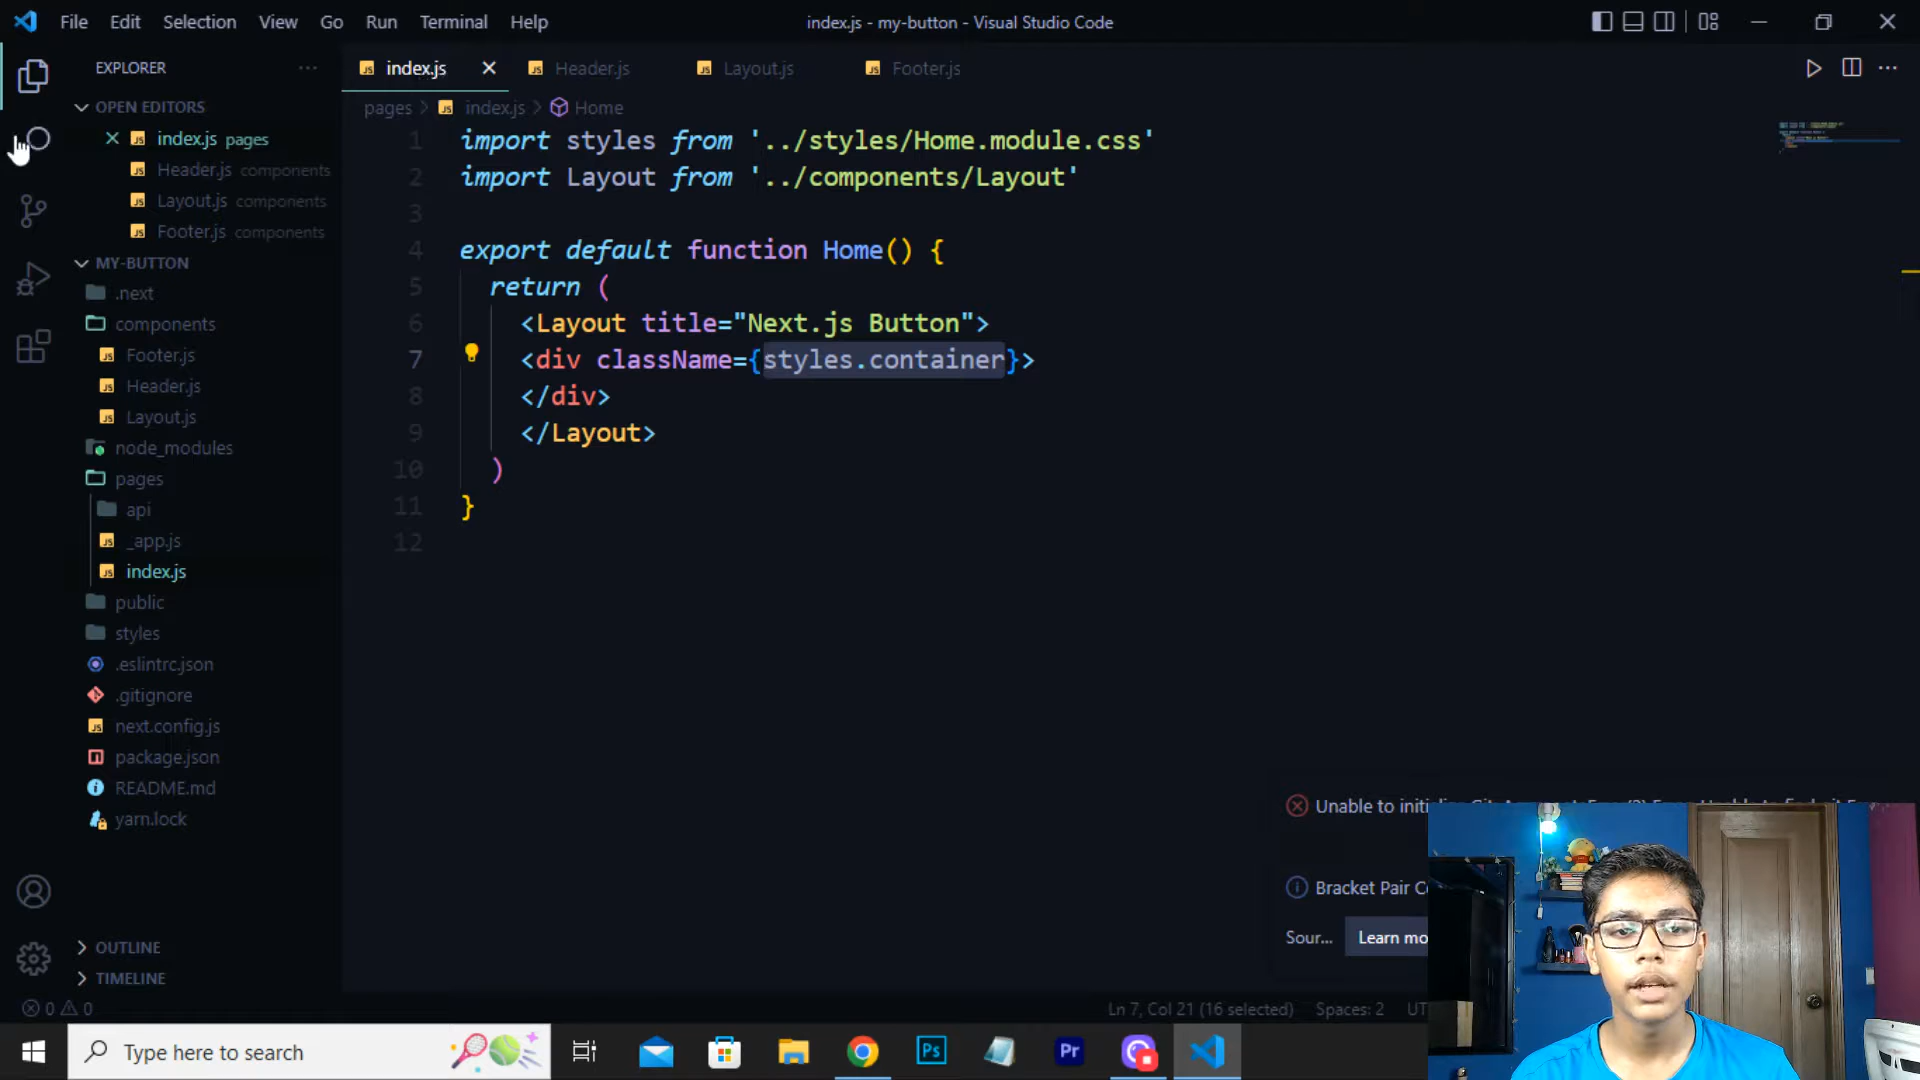 File Edit Selection View Go Run Terminal Help
index.js - my-button - Visual Studio Code
EXPLORER
OPEN EDITORS
index.js pages
Header.js components
Layout.js components
Footer.js components
MY-BUTTON
.next
components
Footer.js
Header.js
Layout.js
node_modules
pages
api
_app.js
index.js
public
styles
.eslintrc.json
.gitignore
next.config.js
package.json
README.md
yarn.lock
OUTLINE
TIMELINE
index.js Header.js Layout.js Footer.js
pages > index.js > Home
1 import styles from '../styles/Home.module.css'
2 import Layout from '../components/Layout'
3
4 export default function Home() {
5 return (
6 <Layout title="Next.js Button">
7 <div className={styles.container}>
8 </div>
9 </Layout>
10 )
11 }
12
Unable to
Bracket Pair
Sour... Learn
0 0
Ln 7, Col 21 (16 selected) Spaces: 2
Type here to search
Ps
Pr